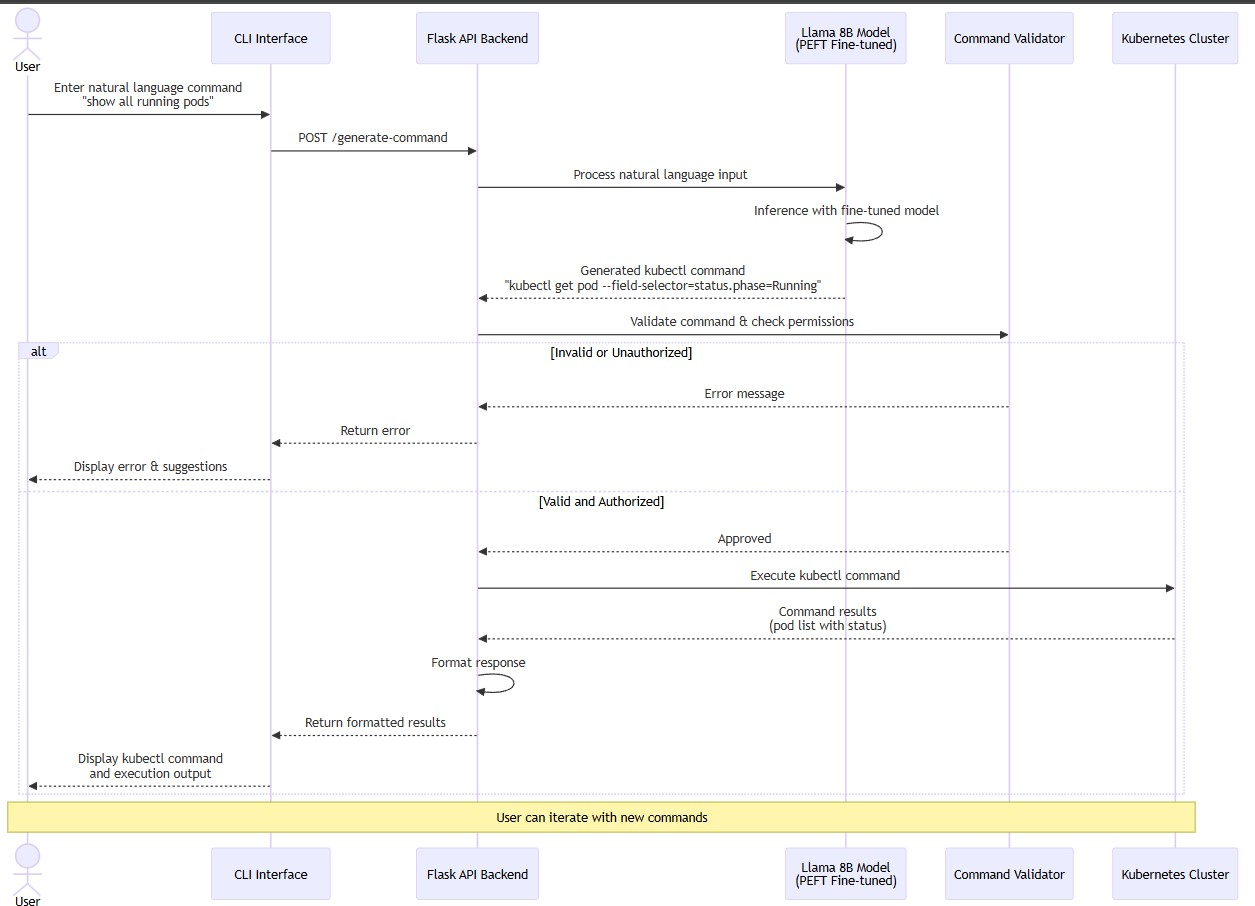 User
CLI Interface
Flask API Backend
Llama 8B Model
(PEFT Fine-tuned)
Command Validator
Kubernetes Cluster
Enter natural language command
"show all running pods"
POST /generate-command
Process natural language input
Inference with fine-tuned model
Generated kubectl command
"kubectl get pod --field-selector=status.phase=Running"
Validate command & check permissions
alt
[Invalid or Unauthorized]
Error message
Return error
Display error & suggestions
[Valid and Authorized]
Approved
Execute kubectl command
Command results
(pod list with status)
Format response
Return formatted results
Display kubectl command
and execution output
User can iterate with new commands
User
CLI Interface
Flask API Backend
Llama 8B Model
(PEFT Fine-tuned)
Command Validator
Kubernetes Cluster